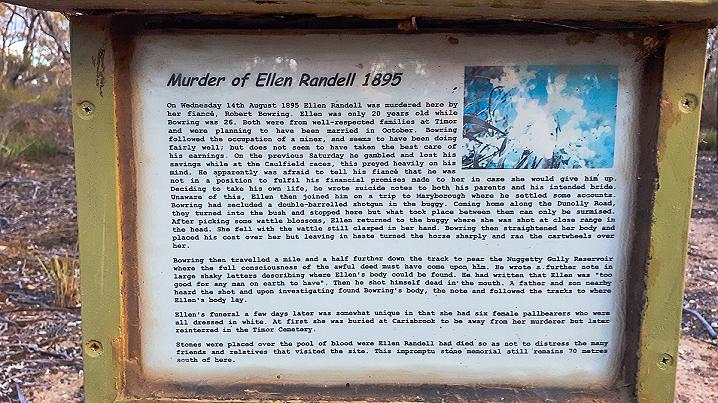 Murder of Ellen Randell 1895
On Wednesday 14th August 1895 Ellen Randell was murdered here by
her fiancé, Robert Bowring. Ellen was only 20 years old while
Bowring was 26. Both were from well-respected families at Timor
and were planning to have been married in October. Bowring
followed the occupation of a miner, and seems to have been doing
fairly well; but does not seem to have taken the best care of
his earnings. On the previous Saturday he gambled and lost his
savings while at the Caulfield races, this preyed heavily on his
mind. He apparently was afraid to tell his fiancé that he was
not in a position to fulfil his financial promises made to her in case she would give him up.
Deciding to take his own life, he wrote suicide notes to both his parents and his intended bride.
Unaware of this, Ellen then joined him on a trip to Maryborough where he settled some accounts.
Bowring had secluded a double-barrelled shotgun in the buggy. Coming home along the Dunolly Road,
they turned into the bush and stopped here but what took place between them can only be surmised.
After picking some wattle blossoms, Ellen returned to the buggy where she was shot at close range in
the head. She fell with the wattle still clasped in her hand. Bowring then straightened her body and
placed his coat over her but leaving in haste turned the horse sharply and ran the cartwheels over
her.
Bowring then travelled a mile and a half further down the track to near the Nuggetty Gully Reservoir
where the full consciousness of the awful deed must have come upon him. He wrote a further note in
large shaky letters describing where Ellen's body could be found. He had written that Ellen was "too
good for any man on earth to have". Then he shot himself dead in the mouth. A father and son nearby
heard the shot and upon investigating found Bowring's body, the note and followed the tracks to where
Ellen's body lay.
Ellen's funeral a few days later was somewhat unique in that she had six female pallbearers who were
all dressed in white. At first she was buried at Carisbrook to be away from her murderer but later
reinterred in the Timor Cemetery.
Stones were placed over the pool of blood were Ellen Randell had died so as not to distress the many
friends and relatives that visited the site. This impromptu stone memorial still remains 70 metres
south of here.